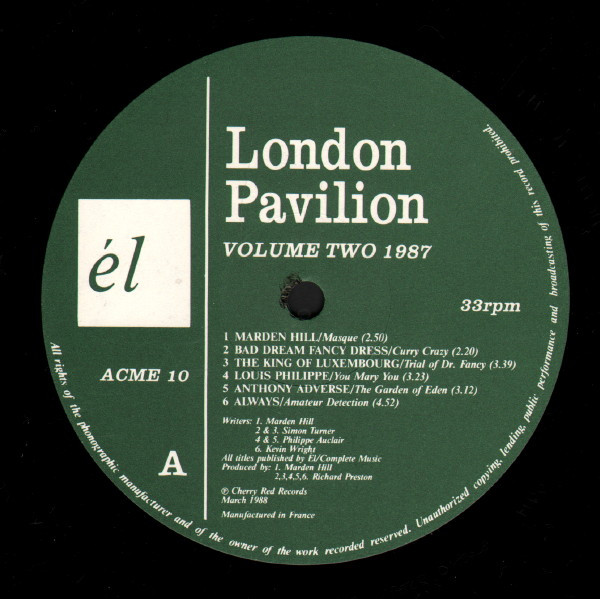 London
Pavilion
VOLUME TWO 1987
él
33rpm
1 MARDEN HILL/Masque (2.50)
2 BAD DREAM FANCY DRESS/Curry Crazy (2.20)
3 THE KING OF LUXEMBOURG/Trial of Dr. Fancy (3.39)
4 LOUIS PHILIPPE/You Mary You (3.23)
5 ANTHONY ADVERSE/The Garden of Eden (3.12)
6 ALWAYS/Amateur Detection (4.52)
ACME 10
A
Writers: 1. Marden Hill
2 & 3. Simon Turner
4 & 5. Philippe Auclair
6. Kevin Wright
All titles published by El/Complete Music
Produced by: 1. Marden Hill
2,3,4,5,6. Richard Preston
℗ Cherry Red Records
March 1988
Manufactured in France
All rights of the phonographic manufacturer and of the owner of the work recorded reserved. Unauthorized copying, lending, public performance and broadcasting of this record prohibited.